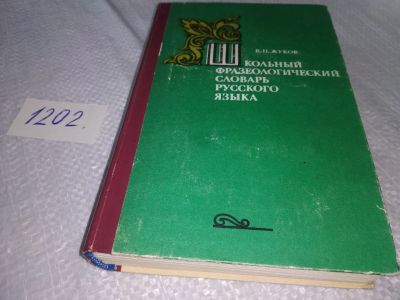 В.П. ЖУКОВ
ШКОЛЬНЫЙ
ФРАЗЕОЛОГИЧЕСКИЙ
СЛОВАРЬ
РУССКОГО
ЯЗЫКА
1202.